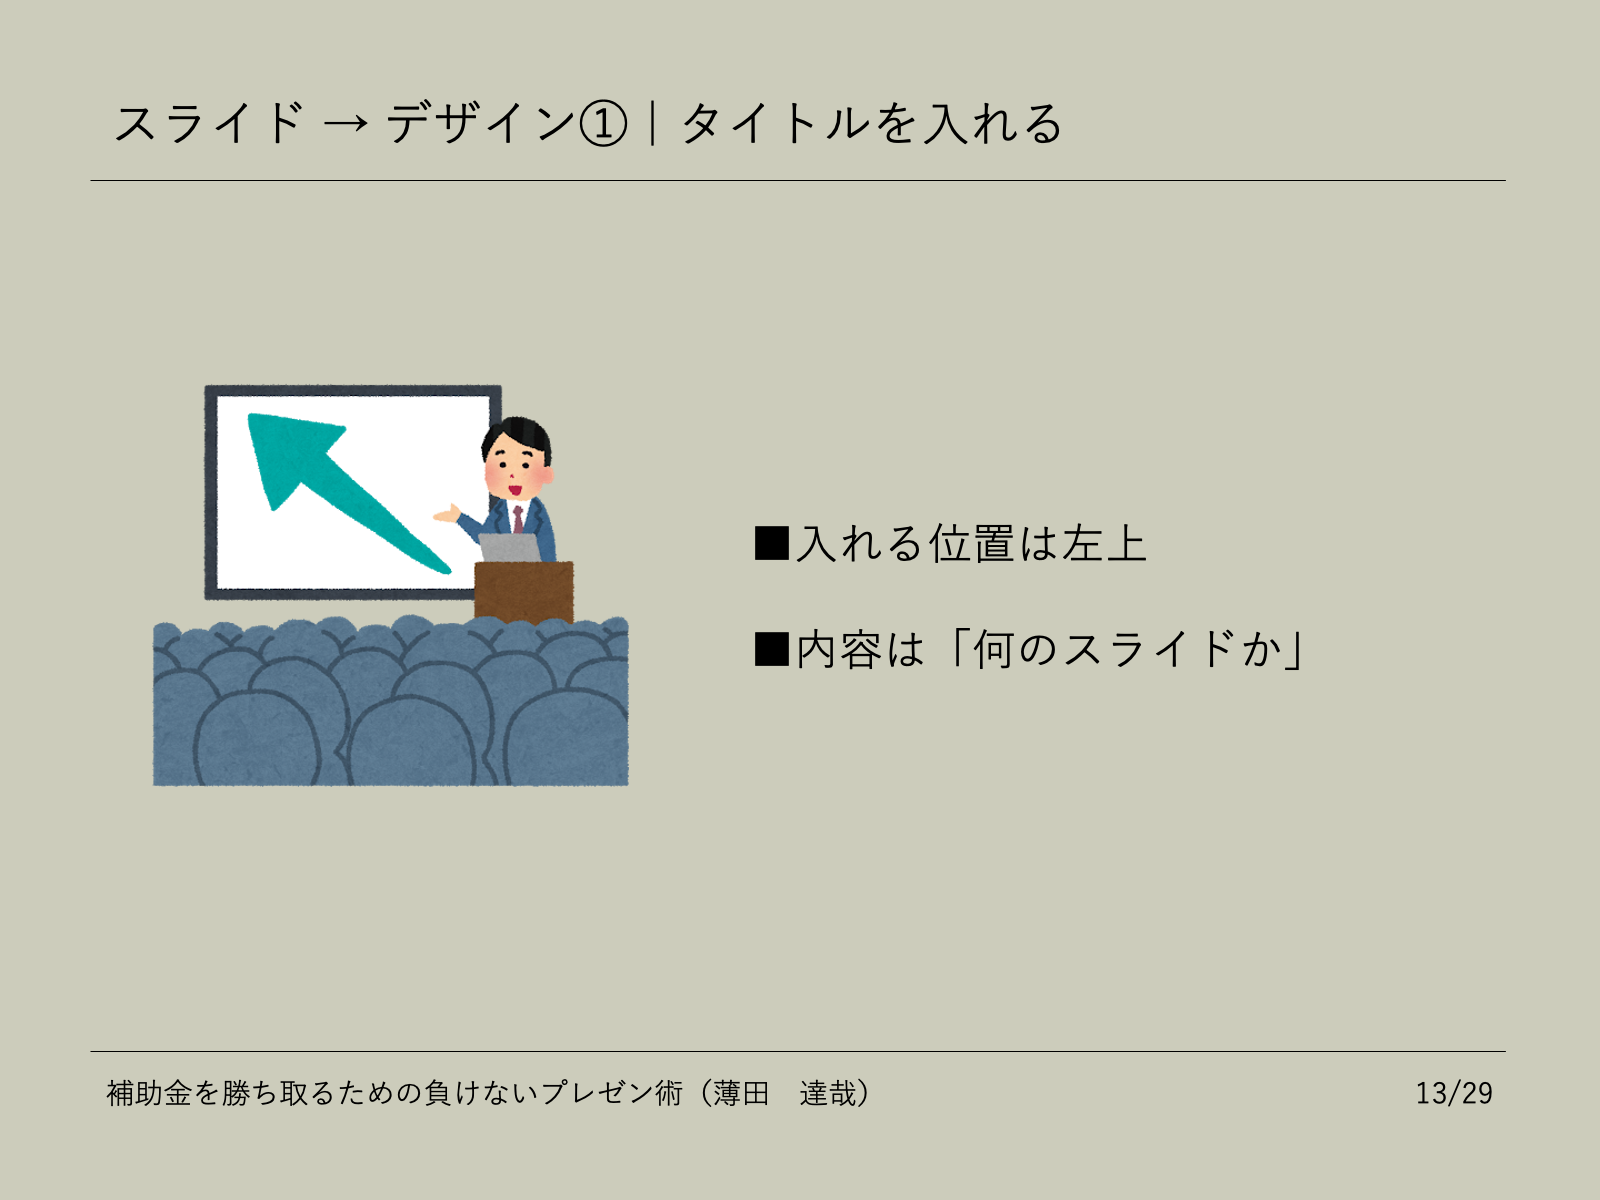 スライド → デザイン①｜タイトルを入れる
■入れる位置は左上
■内容は「何のスライドか」
補助金を勝ち取るための負けないプレゼン術（薄田　達哉）
13/29